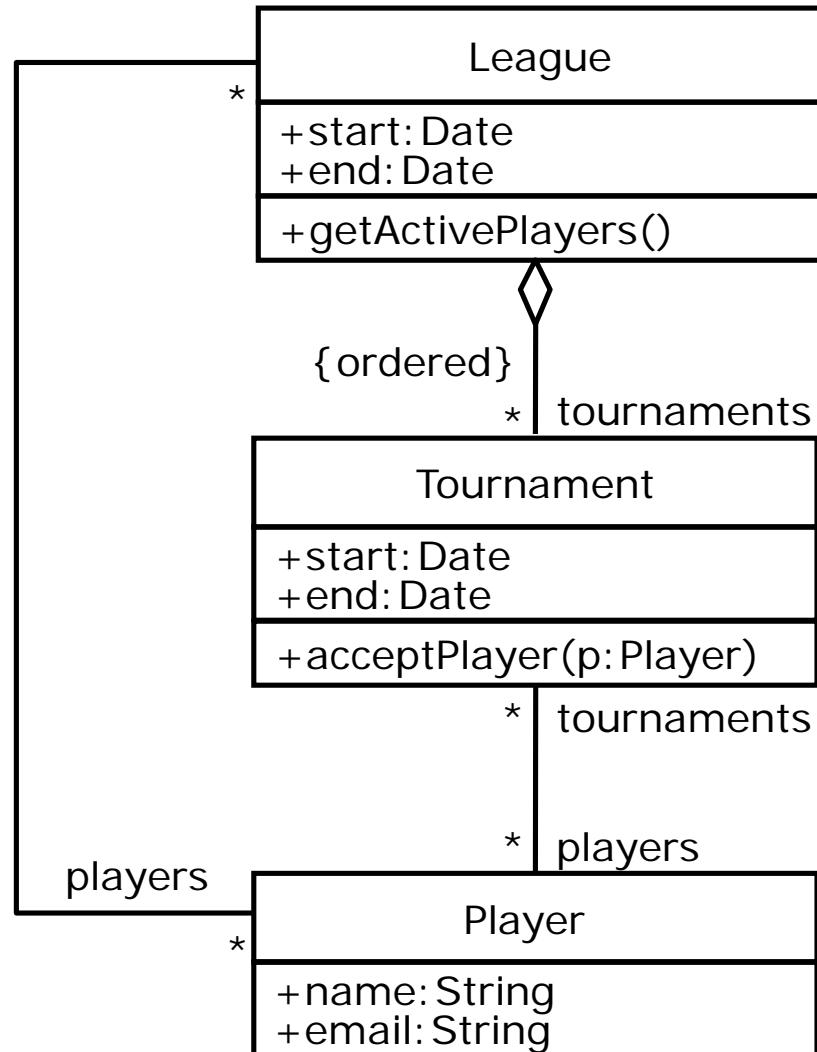 League
*
+start:Date
+end:Date
+getActivePlayers()
{ordered}
* tournaments
Tournament
+start:Date
+end:Date
+acceptPlayer(p:Player)
* tournaments
* players
players
Player
*
+name:String
+email:String